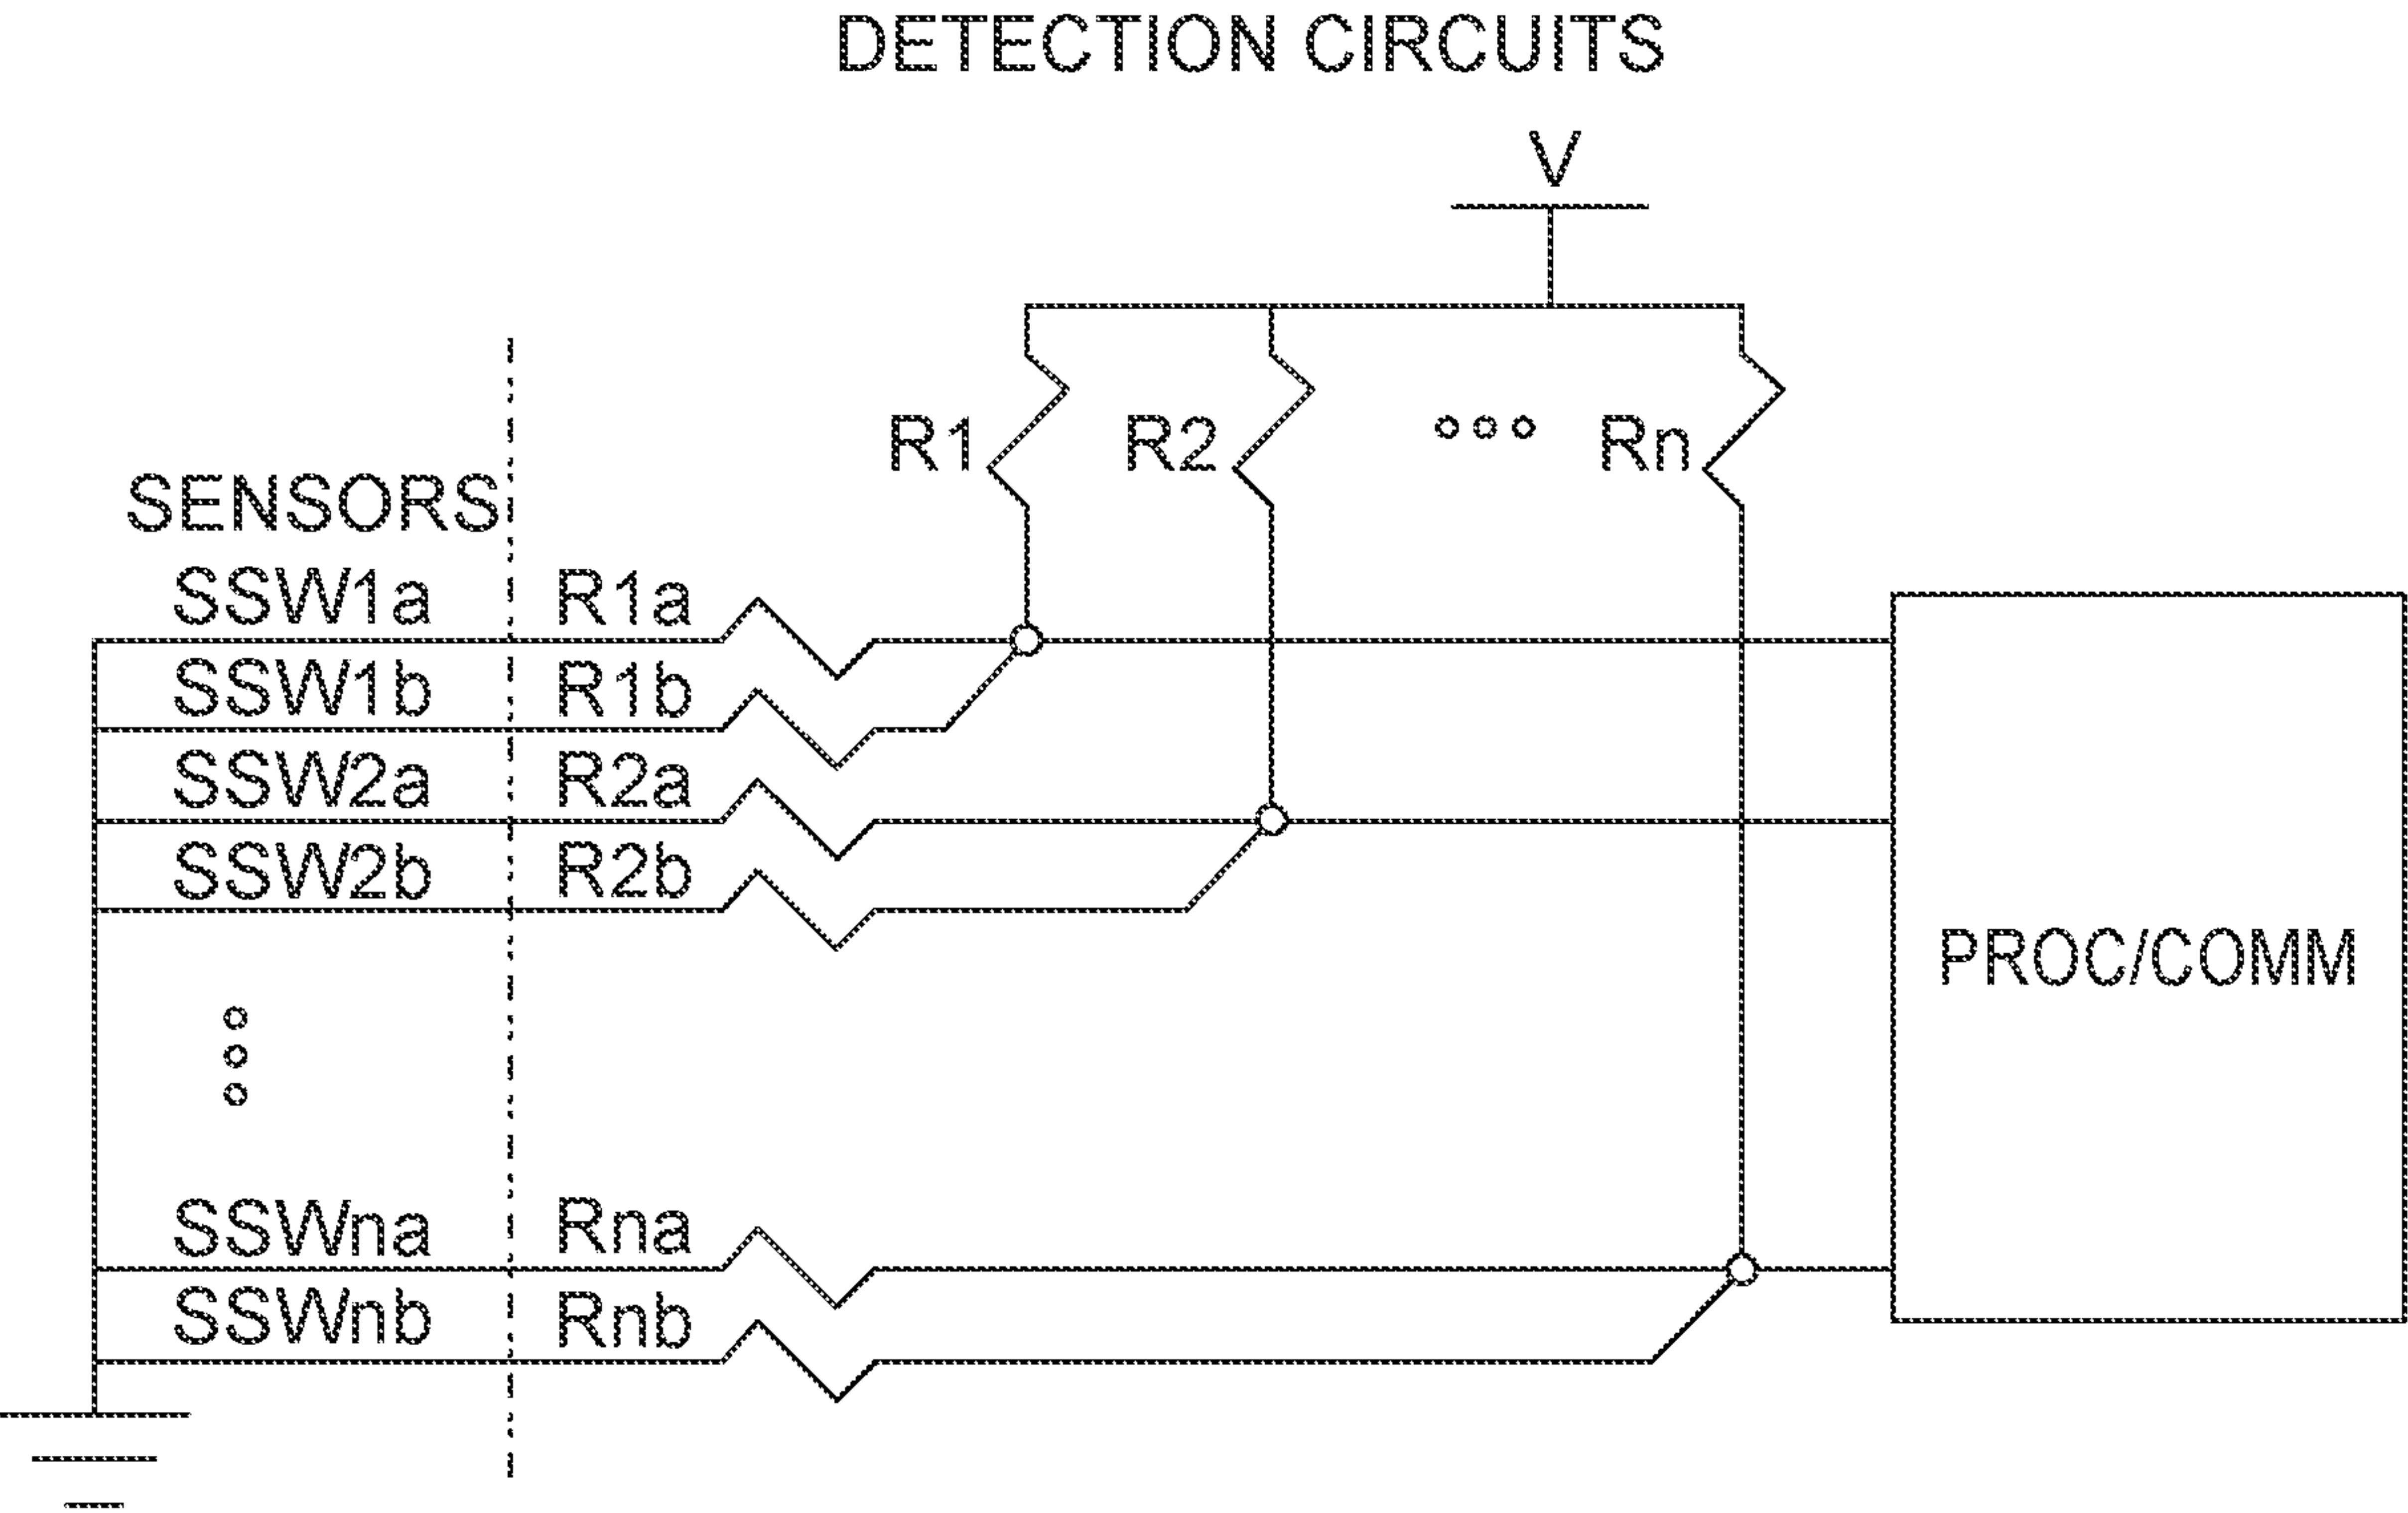 DETECTION CIRCUITS
V
R1 R2 Rn
SENSORS
SSW1a R1a
SSW1b R1b
SSW2a R2a
SSW2b R2b
PROC/COMM
SSWna Rna
SSWnb Rnb